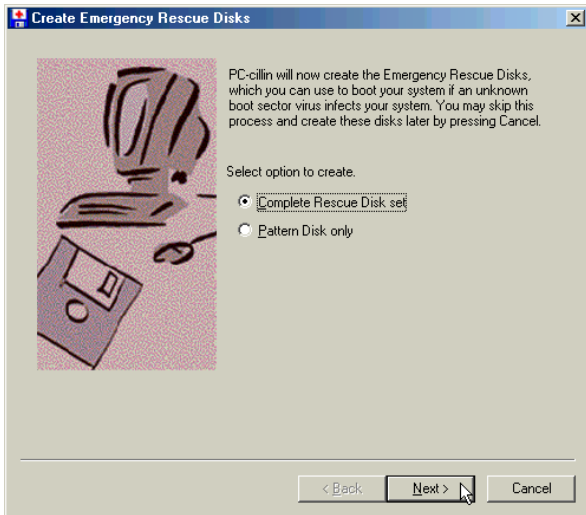 Create Emergency Rescue Disks
PC-cillin will now create the Emergency Rescue Disks,
which you can use to boot your system if an unknown
boot sector virus infects your system. You may skip this
process and create these disks later by pressing Cancel.
Select option to create.
Complete Rescue Disk set
Pattern Disk only
< Back
Next >
Cancel